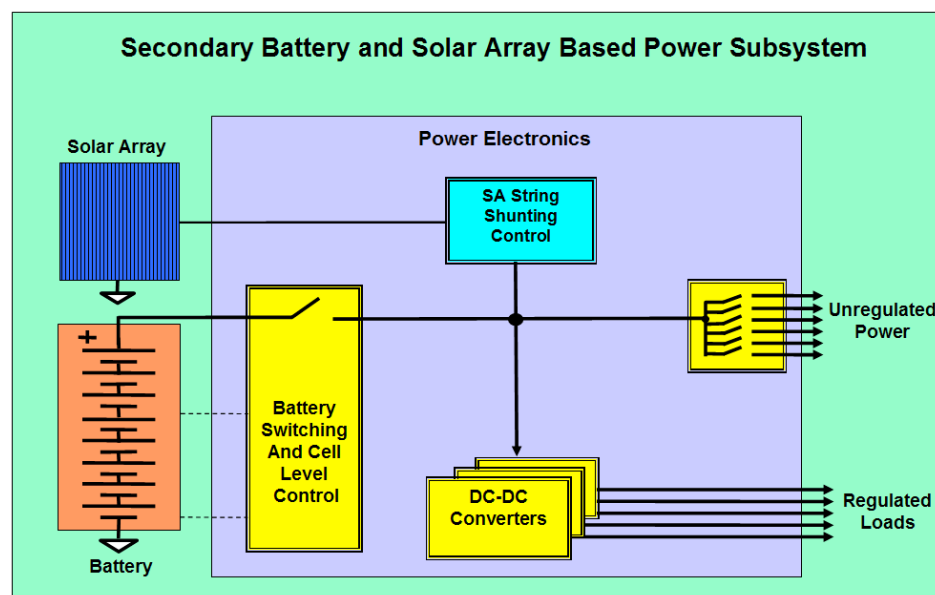 Secondary Battery and Solar Array Based Power Subsystem
Solar Array
Power Electronics
SA String
Shunting
Control
Unregulated
Power
+
Battery
Switching
And Cell
Level
Control
DC-DC
Converters
Regulated
Loads
Battery